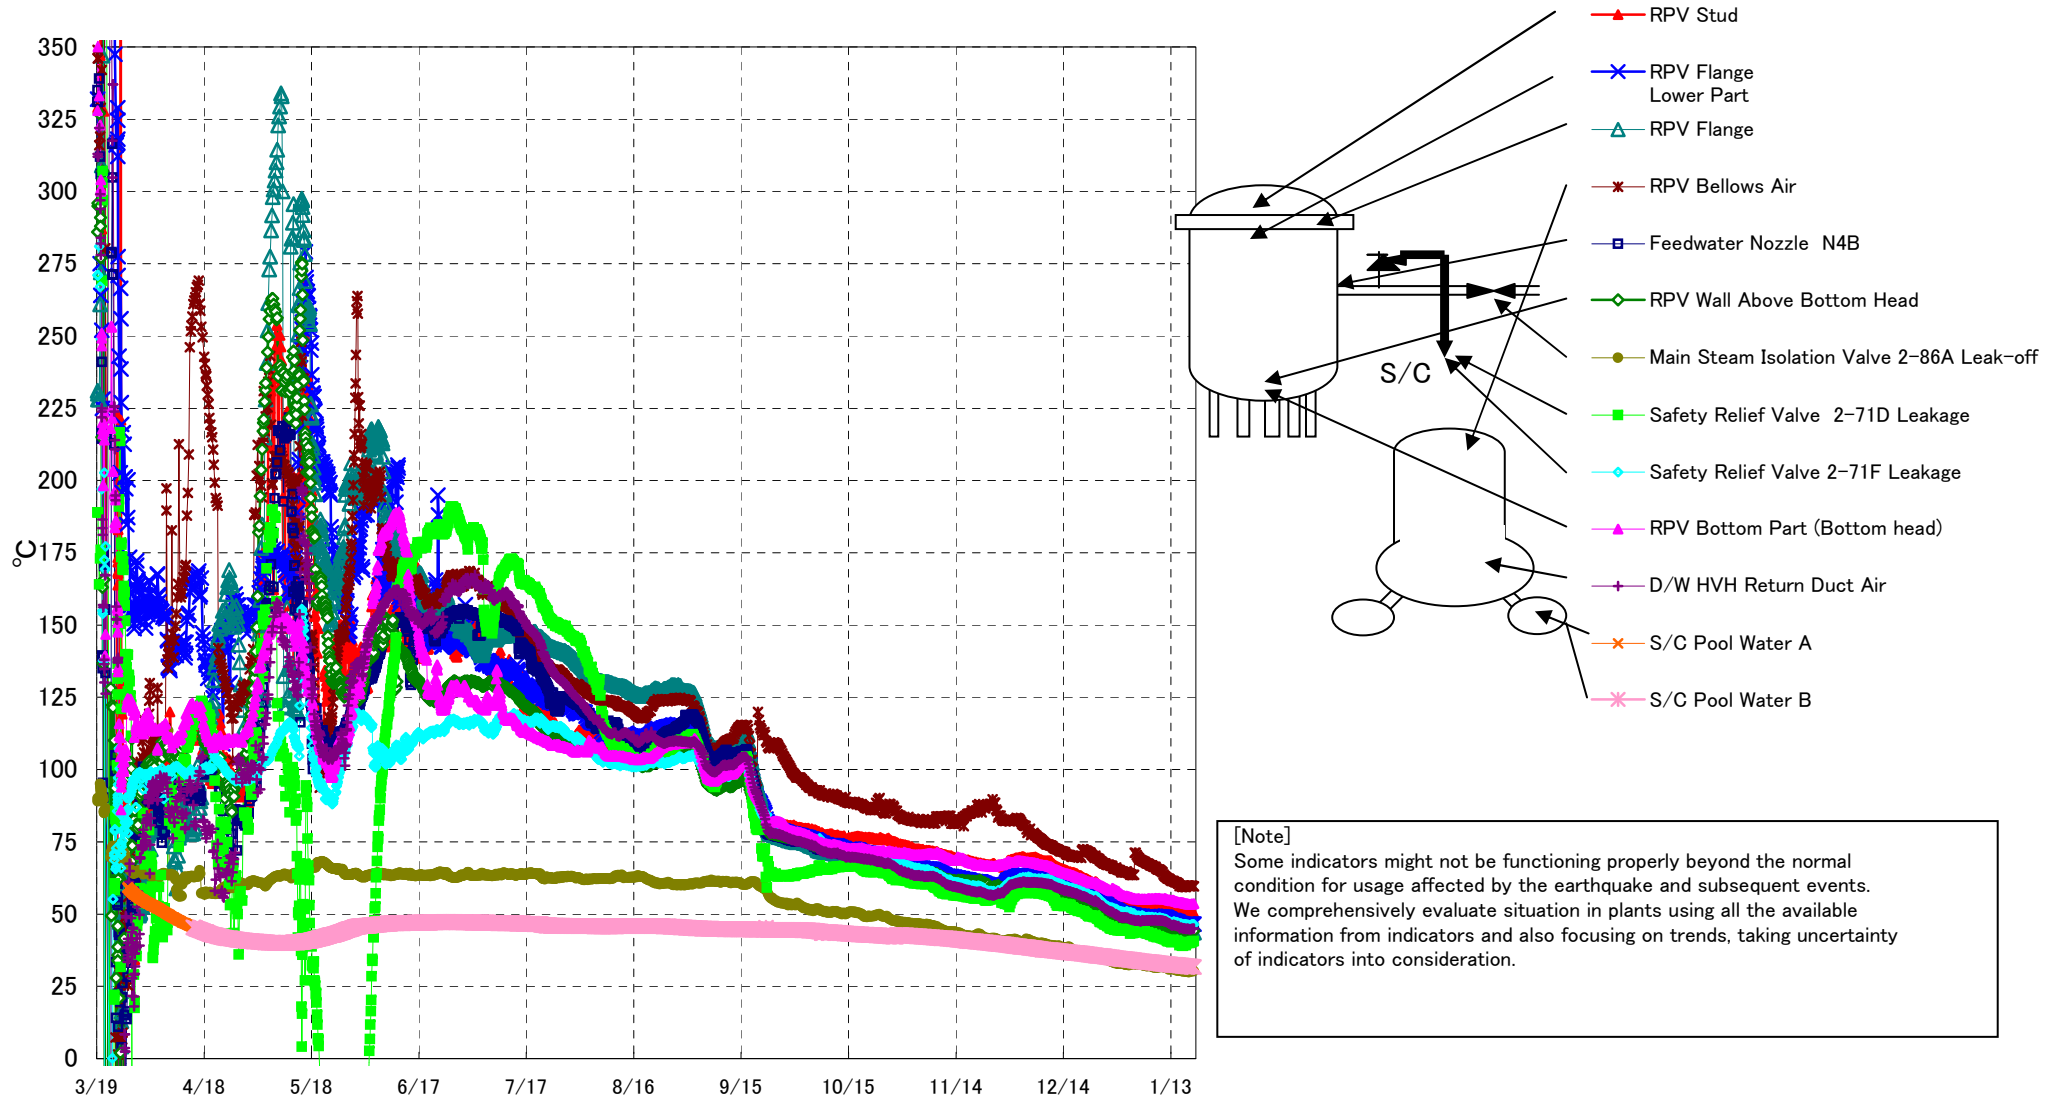 350
325
300
275
250
225
200
175
150
125
100
75
50
25
0
℃
3/19
4/18
5/18
6/17
7/17
8/16
9/15
10/15
11/14
12/14
1/13
RPV Stud
RPV Flange
Lower Part
RPV Flange
RPV Bellows Air
Feedwater Nozzle N4B
RPV Wall Above Bottom Head
Main Steam Isolation Valve 2-86A Leak-off
Safety Relief Valve 2-71D Leakage
Safety Relief Valve 2-71F Leakage
RPV Bottom Part (Bottom head)
D/W HVH Return Duct Air
S/C Pool Water A
S/C Pool Water B
S/C
[Note]
Some indicators might not be functioning properly beyond the normal
condition for usage affected by the earthquake and subsequent events.
We comprehensively evaluate situation in plants using all the available
information from indicators and also focusing on trends, taking uncertainty
of indicators into consideration.